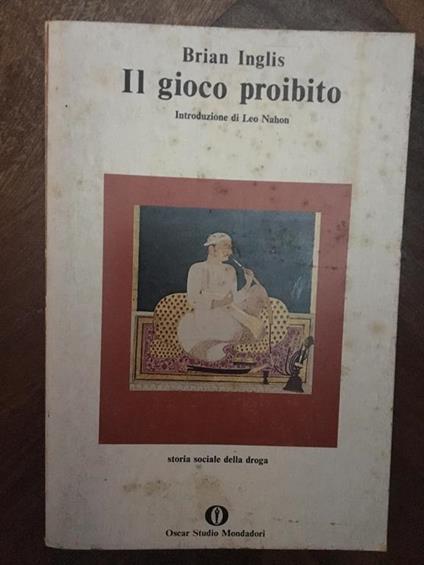 Brian Inglis
Il gioco proibito
Introduzione di Leo Nahon
storia sociale della droga
Oscar Studio Mondadori